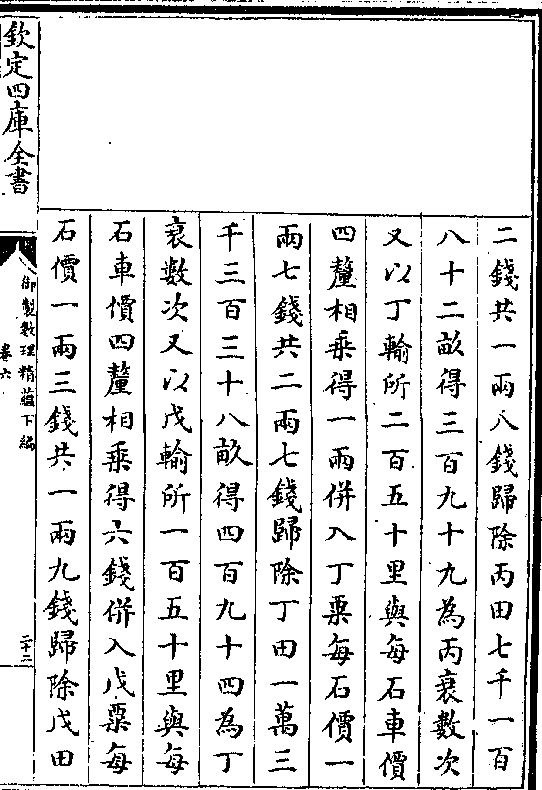 二錢共一兩八錢歸除丙田七千一百
八十二畝得三百九十九為丙衰數次
又以丁輸所二百五十里與每石車價
四釐相乘得一兩併入丁粟每石價一
兩七錢共二兩七錢歸除丁田一萬三
千三百三十八畝得四百九十四為丁
衰數次又以戊輸所一百五十里與每
石車價四釐相乘得六錢併入戊粟每
石價一兩三錢共一兩九錢歸除戊田
欽定四庫全書
御製數理精藴下編
卷六
二十二